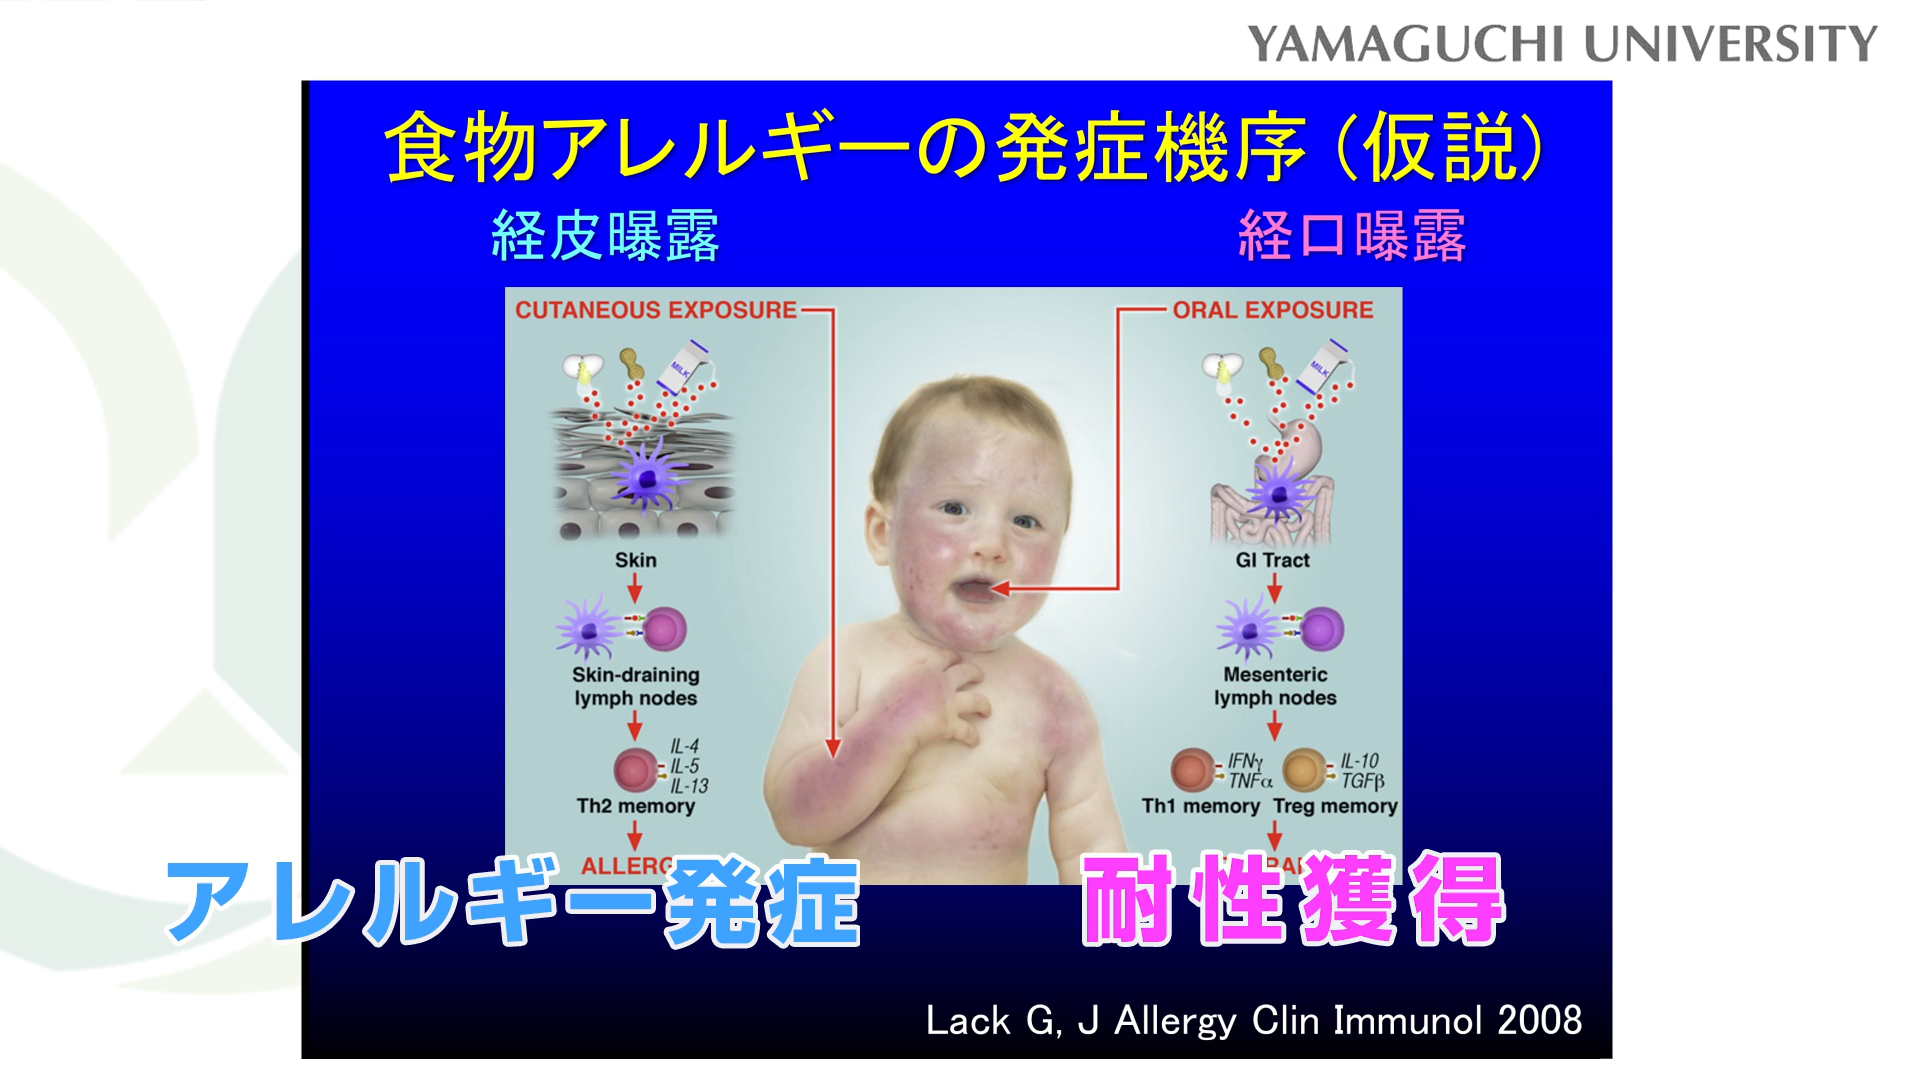 YAMAGUCHI UNIVERSITY
食物アレルギーの発症機序（仮説）
経皮曝露
経口曝露
CUTANEOUS EXPOSURE
MILK
Skin
Skin-draining
lymph nodes
IL-4
IL-5
IL-13
Th2 memory
アレルギー発症
ORAL EXPOSURE
MILK
GI Tract
Mesenteric
lymph nodes
IFNγ
TNFα
IL-10
TGFβ
Th1 memory Treg memory
耐性獲得
Lack G, J Allergy Clin Immunol 2008